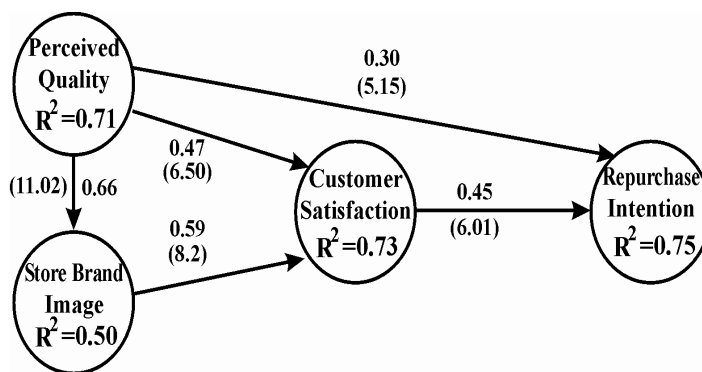 Perceived
Quality
R²=0.71
0.30
(5.15)
0.47
(6.50)
(11.02) 0.66
Customer
Satisfaction
R²=0.73
0.45
(6.01)
Repurchase
Intention
R²=0.75
0.59
(8.2)
Store Brand
Image
R²=0.50